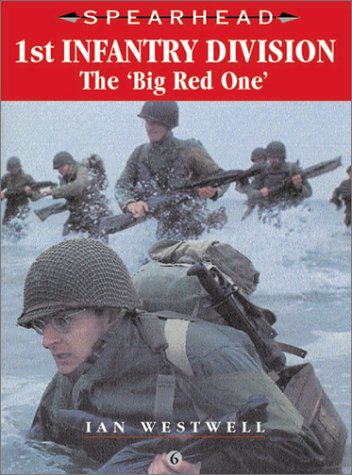 SPEARHEAD
1st INFANTRY DIVISION
The 'Big Red One'
IAN WESTWELL
6